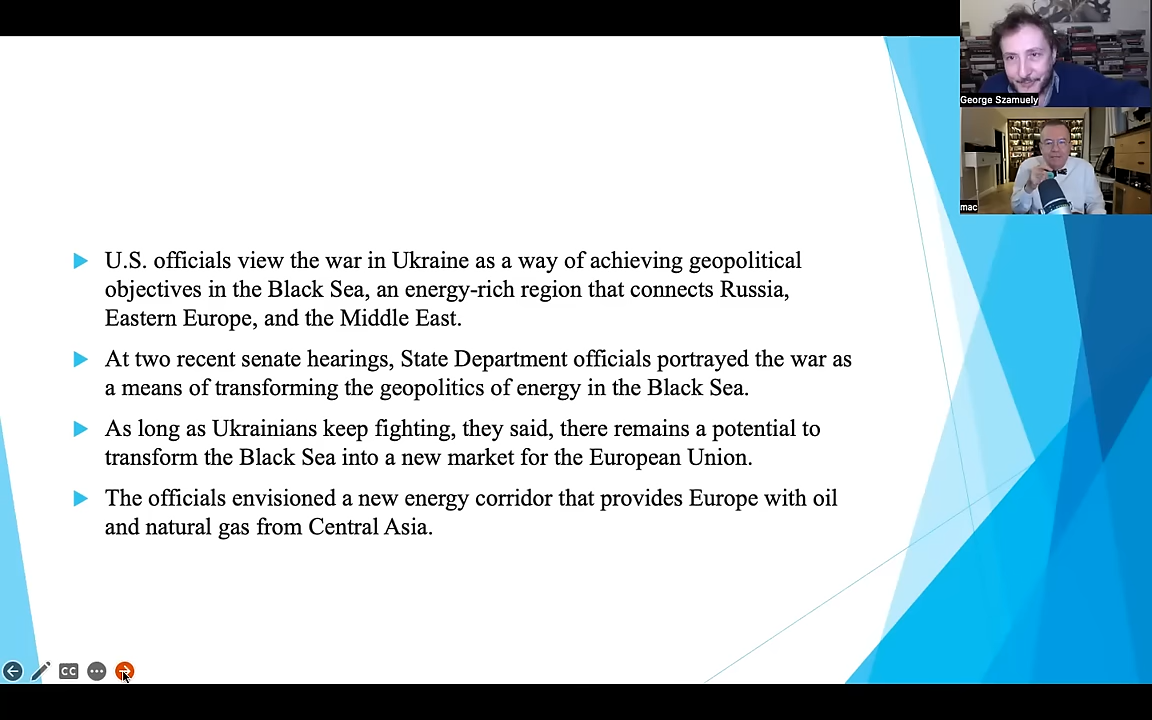 George Szamuely
mac
U.S. officials view the war in Ukraine as a way of achieving geopolitical
objectives in the Black Sea, an energy-rich region that connects Russia,
Eastern Europe, and the Middle East.
At two recent senate hearings, State Department officials portrayed the war as
a means of transforming the geopolitics of energy in the Black Sea.
As long as Ukrainians keep fighting, they said, there remains a potential to
transform the Black Sea into a new market for the European Union.
The officials envisioned a new energy corridor that provides Europe with oil
and natural gas from Central Asia.
CC